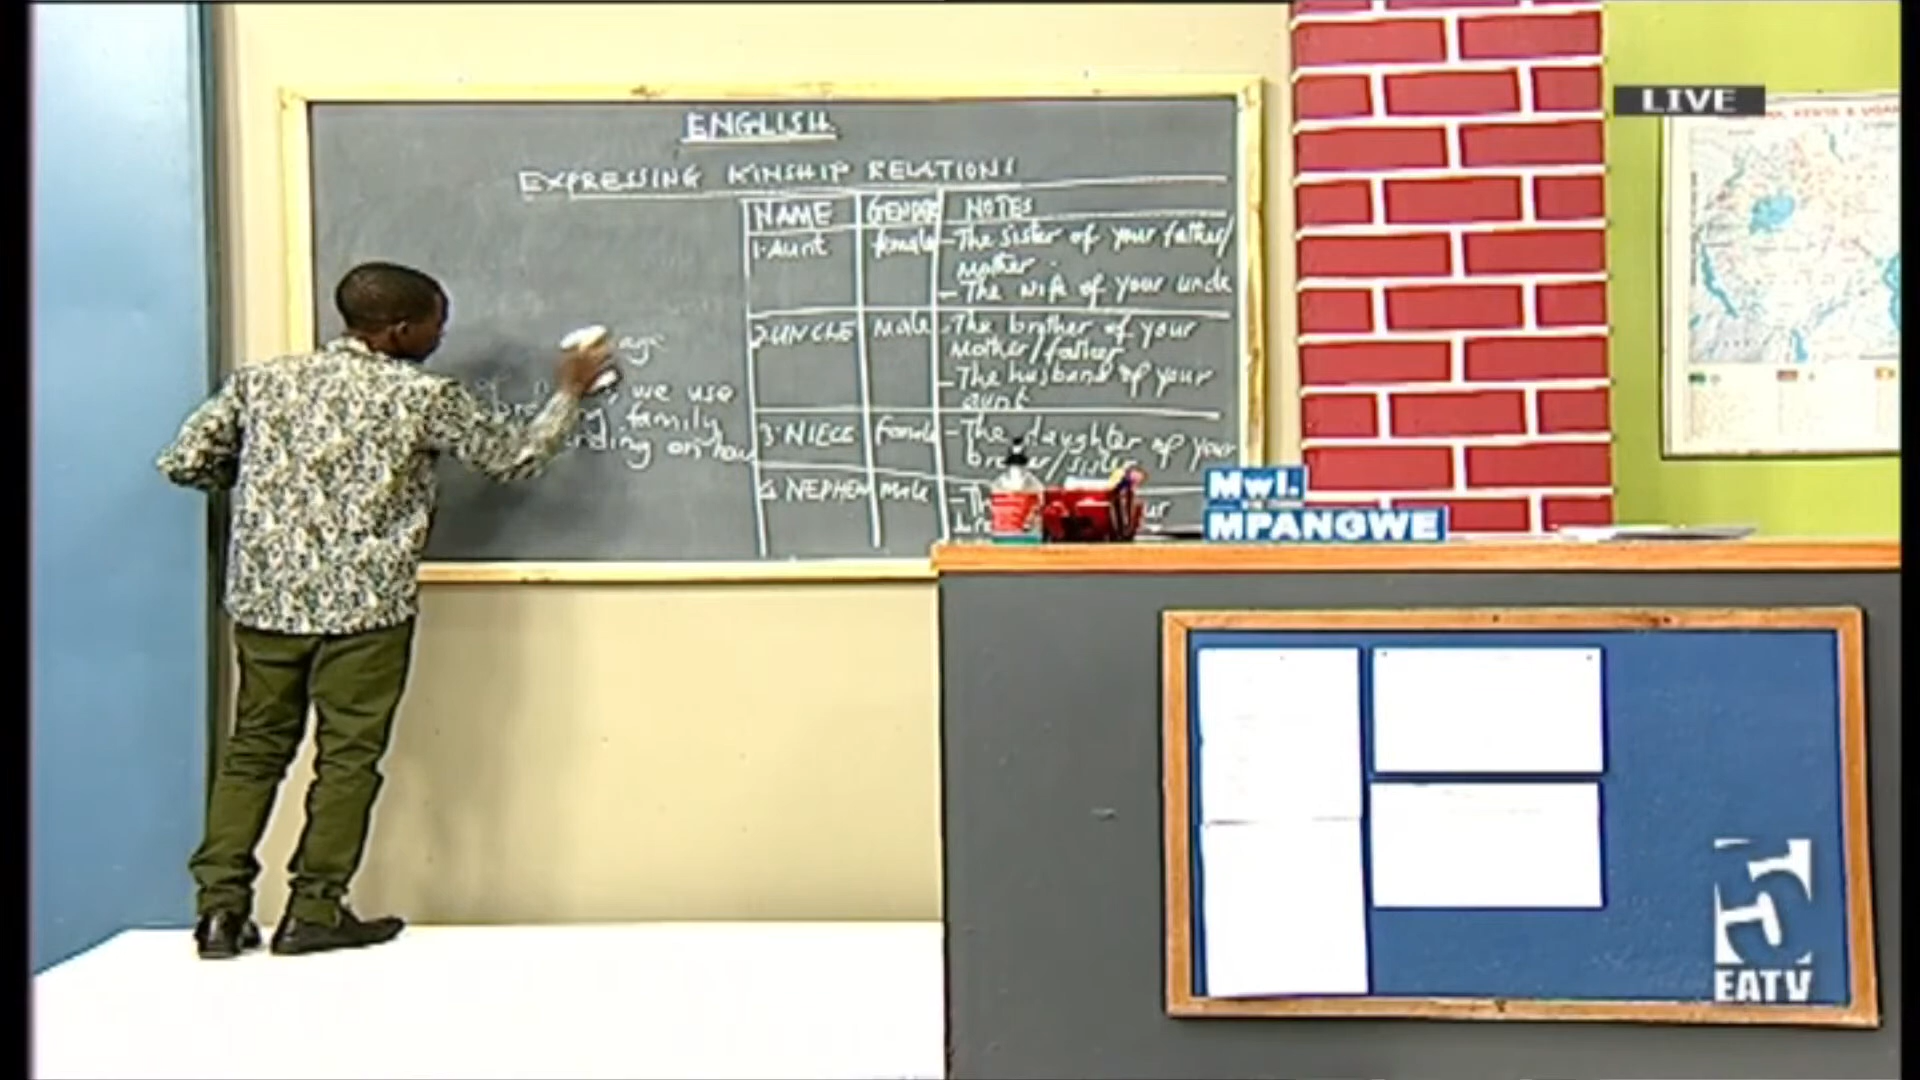 ENGLISH
EXPRESSING KINSHIP RELATIONS
NAME GENDER NOTES
1. Aunt female - The sister of your father/
mother
- The wife of your uncle
2. UNCLE Male - The brother of your
Mother/father
- The husband of your
aunt
3. NIECE female - The daughter of your
brother/sister
4. NEPHEW Male
we use
family
on how
LIVE
KENYA &
Mwl.
MPANGWE
5
EATV